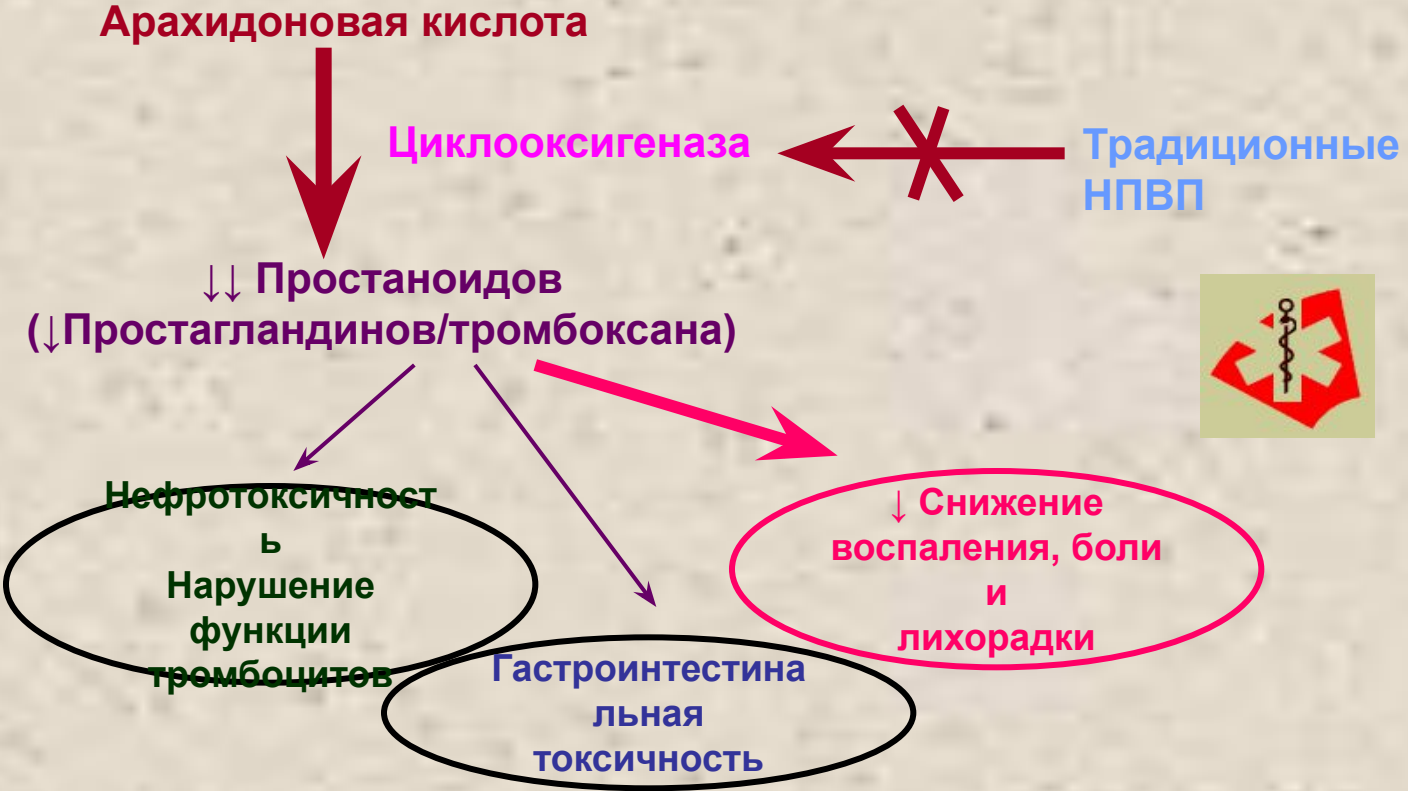 Арахидоновая кислота
Циклооксигеназа
Традиционные
НПВП
↓↓ Простаноидов
(↓Простагландинов/тромбоксана)
Нефротоксичност
ь
Нарушение
функции
тромбоцитов
Гастроинтестина
льная
токсичность
↓ Снижение
воспаления, боли
и
лихорадки